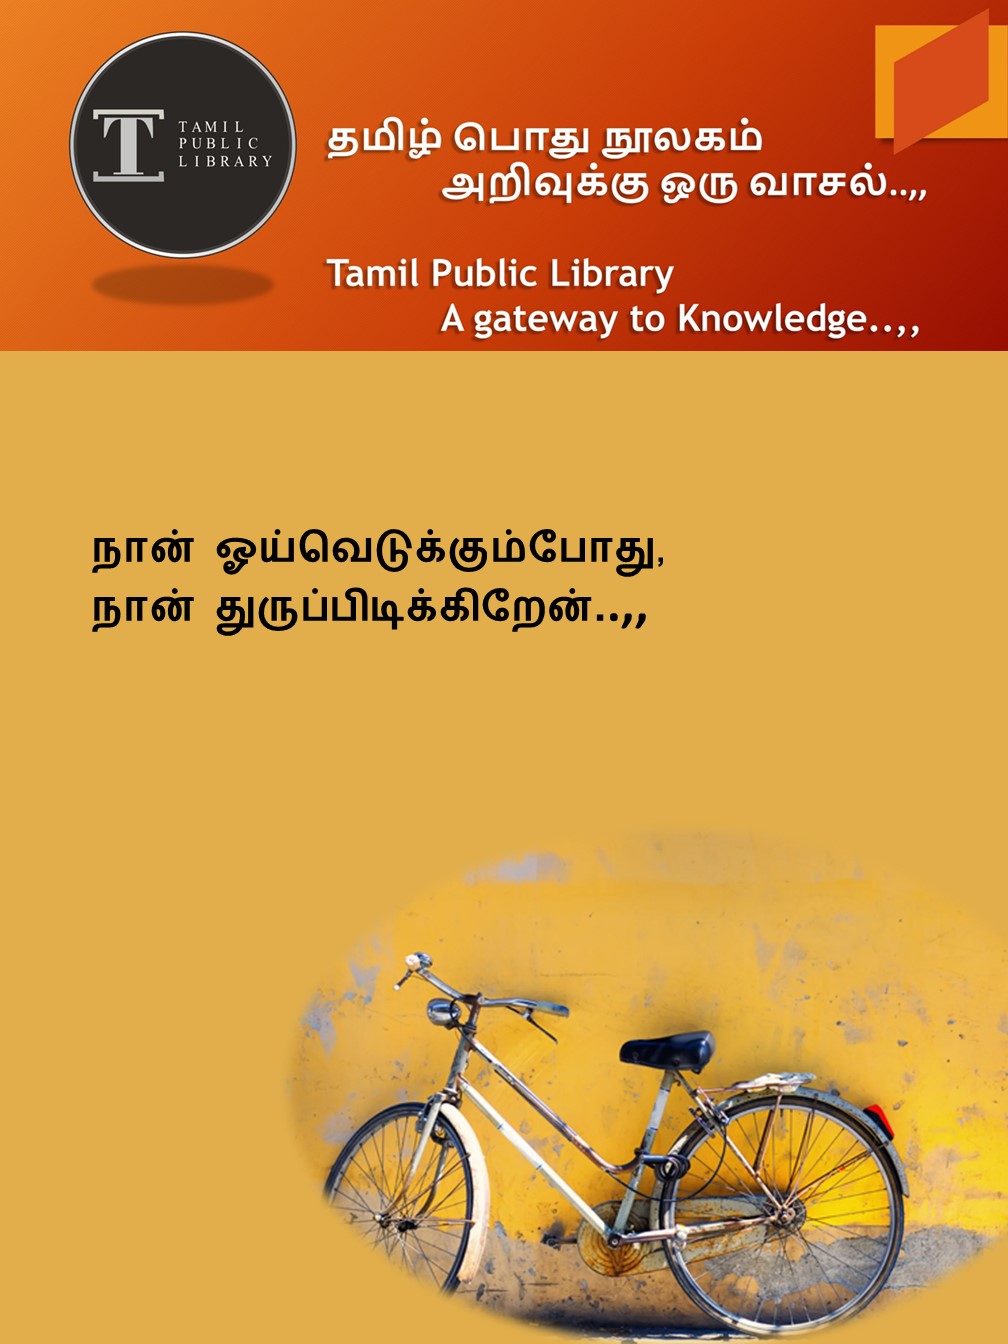 TAMIL
PUBLIC
LIBRARY
தமிழ் பொது நூலகம்
அறிவுக்கு ஒரு வாசல்..,,
Tamil Public Library
A gateway to Knowledge..,,
நான் ஓய்வெடுக்கும்போது,
நான் துருப்பிடிக்கிறேன்..,,